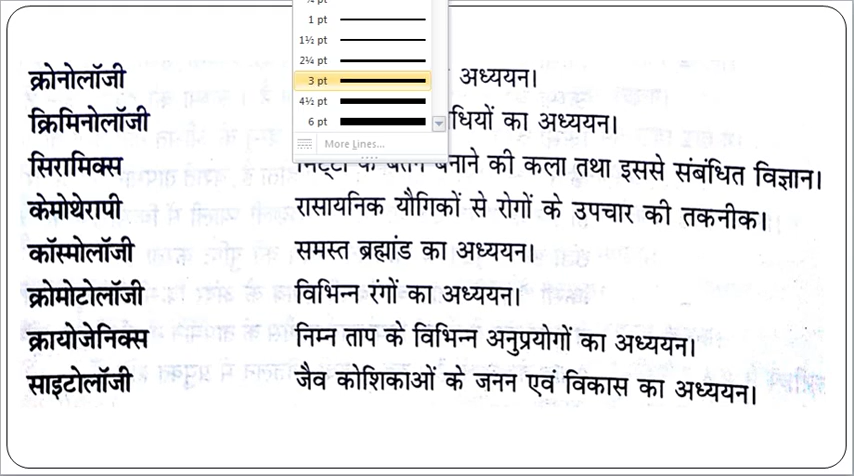 1 pt
1½ pt
2¼ pt
3 pt
4½ pt
6 pt
More Lines...
क्रोनोलॉजी अध्ययन।
क्रिमिनोलॉजी का अध्ययन।
सिरामिक्स बनाने की कला तथा इससे संबंधित विज्ञान।
केमोथेरापी रासायनिक यौगिकों से रोगों के उपचार की तकनीक।
कॉस्मोलॉजी समस्त ब्रह्मांड का अध्ययन।
क्रोमोटोलॉजी विभिन्न रंगों का अध्ययन।
क्रायोजेनिक्स निम्न ताप के विभिन्न अनुप्रयोगों का अध्ययन।
साइटोलॉजी जैव कोशिकाओं के जनन एवं विकास का अध्ययन।